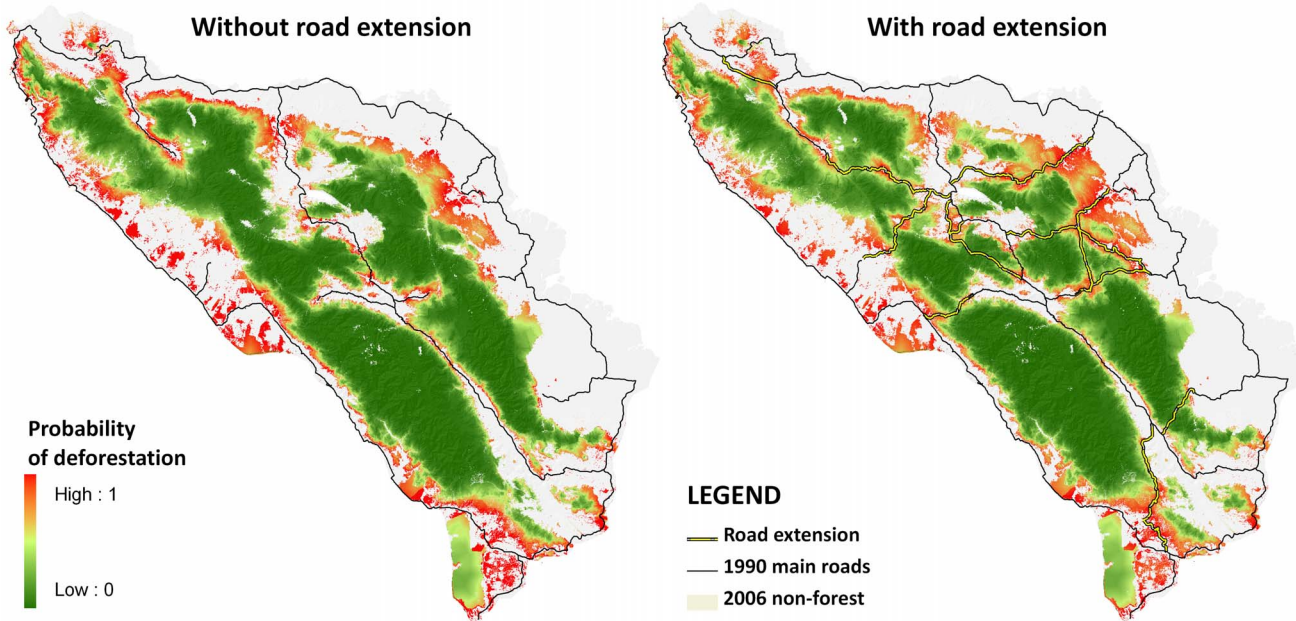 Without road extension
With road extension
Probability
of deforestation
High : 1
Low : 0
LEGEND
Road extension
1990 main roads
2006 non-forest